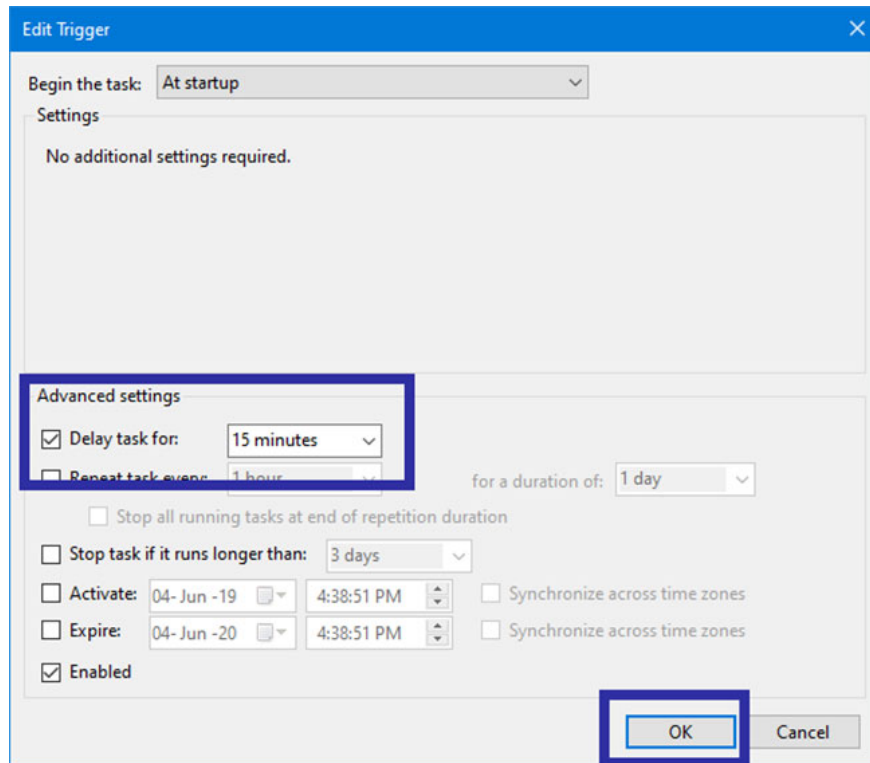 Edit Trigger
Begin the task: At startup
Settings
No additional settings required.
Advanced settings
Delay task for: 15 minutes
Repeat task every: 1 hour for a duration of: 1 day
Stop all running tasks at end of repetition duration
Stop task if it runs longer than: 3 days
Activate: 04-Jun -19 4:38:51 PM Synchronize across time zones
Expire: 04-Jun -20 4:38:51 PM Synchronize across time zones
Enabled
OK Cancel